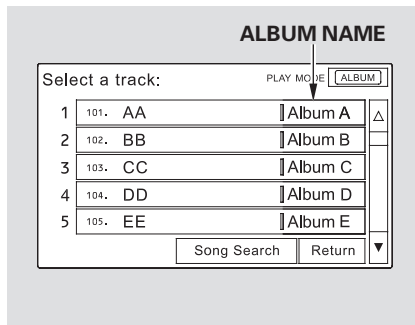 ALBUM NAME
Select a track: PLAY MODE ALBUM
1 101. AA Album A
2 102. BB Album B
3 103. CC Album C
4 104. DD Album D
5 105. EE Album E
Song Search Return